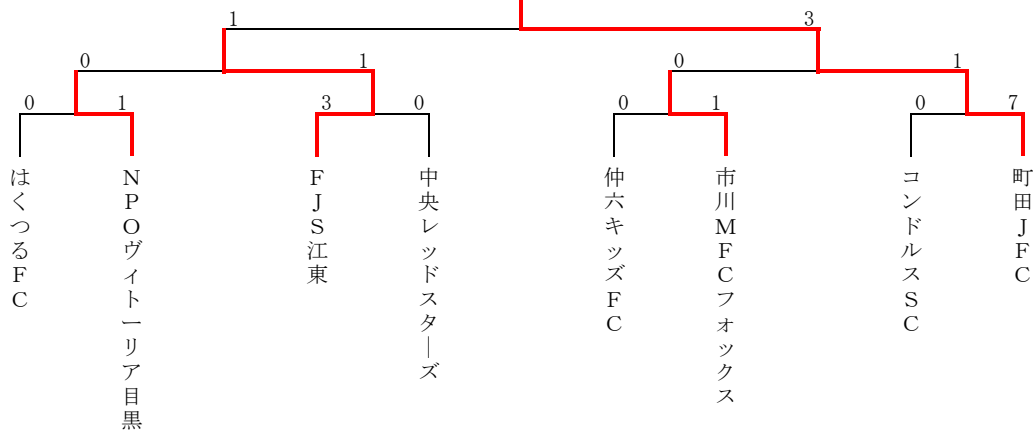 1 3
0 1 0 1
0 1 3 0 0 1 0 7
はくつるFC
NPOヴィトーリア目黒
FJS江東
中央レッドスターズ
仲六キッズFC
市川MFCフォックス
コンドルスSC
町田JFC